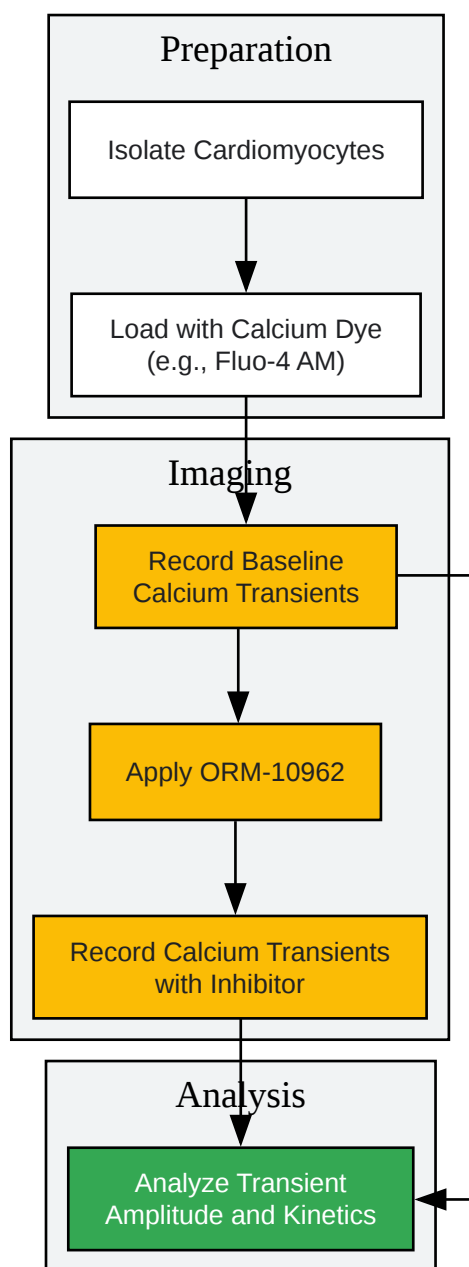 Preparation
Isolate Cardiomyocytes
Load with Calcium Dye
(e.g., Fluo-4 AM)
Imaging
Record Baseline
Calcium Transients
Apply ORM-10962
Record Calcium Transients
with Inhibitor
Analysis
Analyze Transient
Amplitude and Kinetics